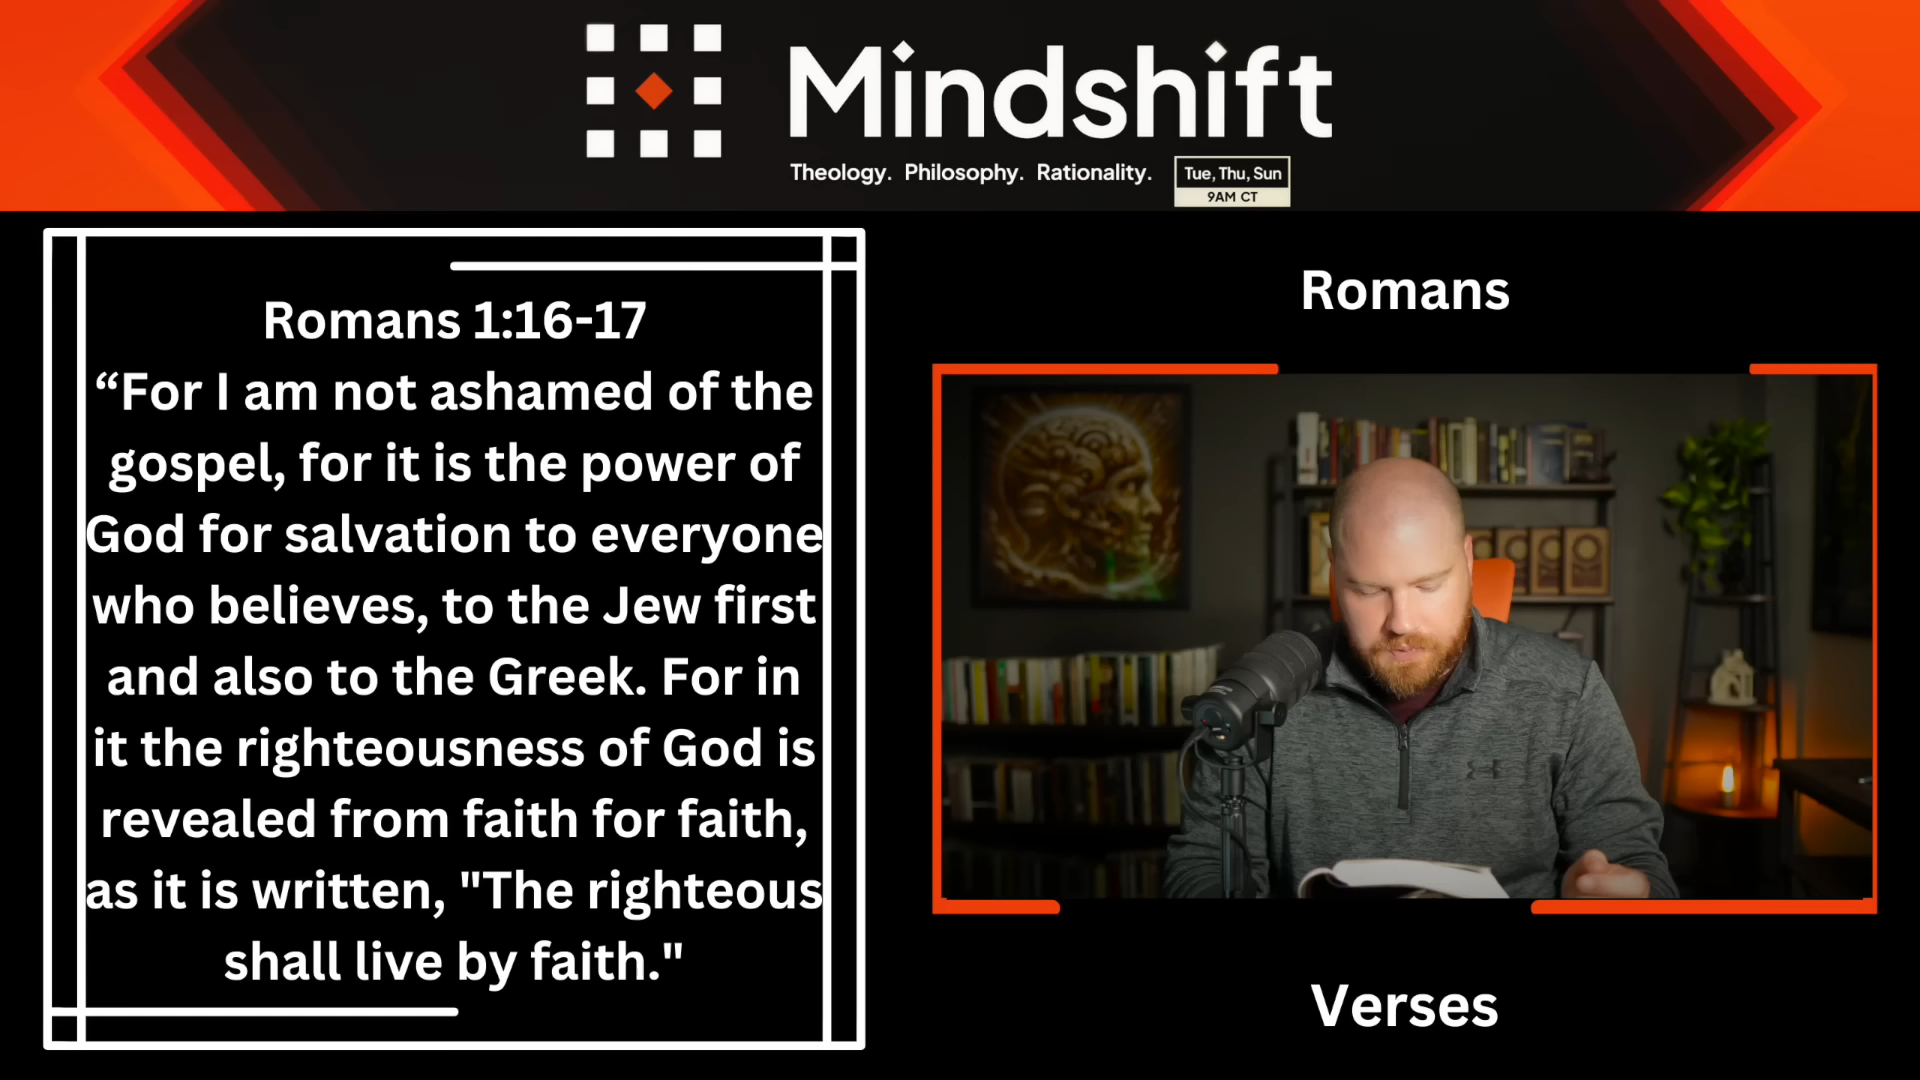 Mindshift
Theology. Philosophy. Rationality.
Tue, Thu, Sun
9AM CT
Romans 1:16-17
“For I am not ashamed of the
gospel, for it is the power of
God for salvation to everyone
who believes, to the Jew first
and also to the Greek. For in
it the righteousness of God is
revealed from faith for faith,
as it is written, "The righteous
shall live by faith."
Romans
Verses